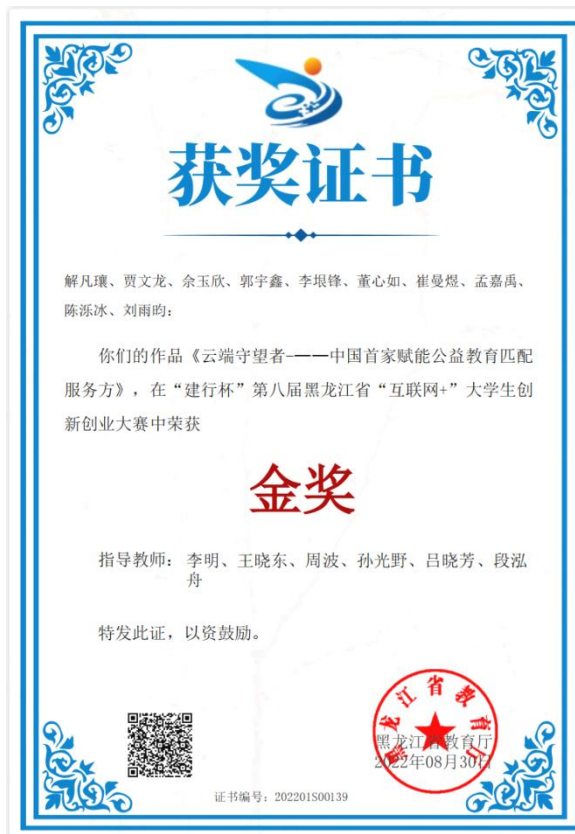 获奖证书
解凡瓖、贾文龙、佘玉欣、郭宇鑫、李垠锋、董心如、崔曼煜、孟嘉禹、
陈泺冰、刘雨昀：
你们的作品《云端守望者-——中国首家赋能公益教育匹配
服务方》，在“建行杯”第八届黑龙江省“互联网+”大学生创
新创业大赛中荣获
金奖
指导教师： 李明、王晓东、周波、孙光野、吕晓芳、段泓
舟
特发此证，以资鼓励。
黑龙江省教育厅
黑龙江省教育厅
2022年08月30日
证书编号：202201S00139